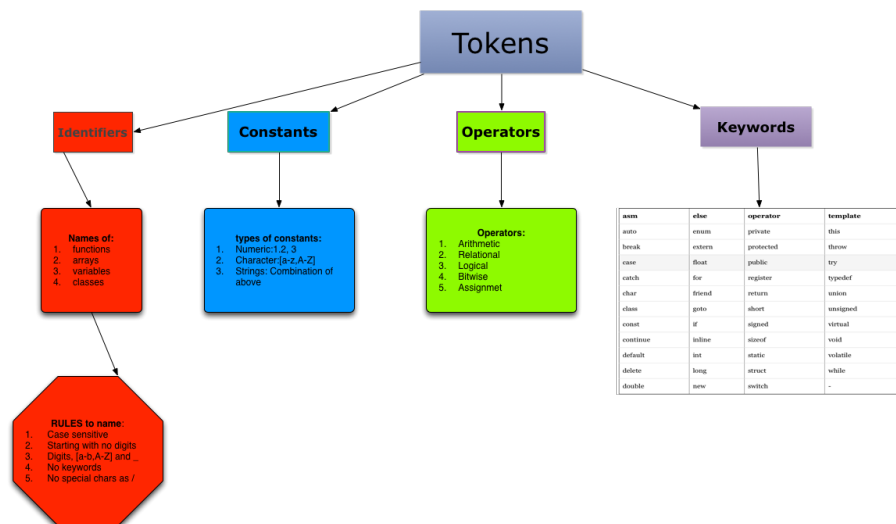 Tokens
Identifiers
Constants
Operators
Keywords
Names of:
1. functions
2. arrays
3. variables
4. classes
types of constants:
1. Numeric:1.2, 3
2. Character:[a-z,A-Z]
3. Strings: Combination of
above
Operators:
1. Arithmetic
2. Relational
3. Logical
4. Bitwise
5. Assignmet
asm else operator template
auto enum private this
break extern protected throw
case float public try
catch for register typedef
char friend return union
class goto short unsigned
const if signed virtual
continue inline sizeof void
default int static volatile
delete long struct while
double new switch -
RULES to name:
1. Case sensitive
2. Starting with no digits
3. Digits, [a-b,A-Z] and _
4. No keywords
5. No special chars as /